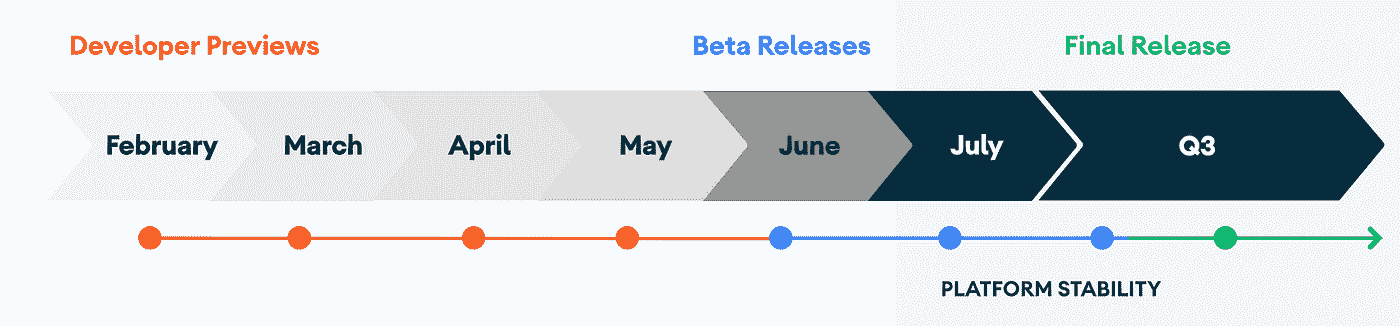 Developer Previews Beta Releases Final Release
February March April May June July Q3
PLATFORM STABILITY